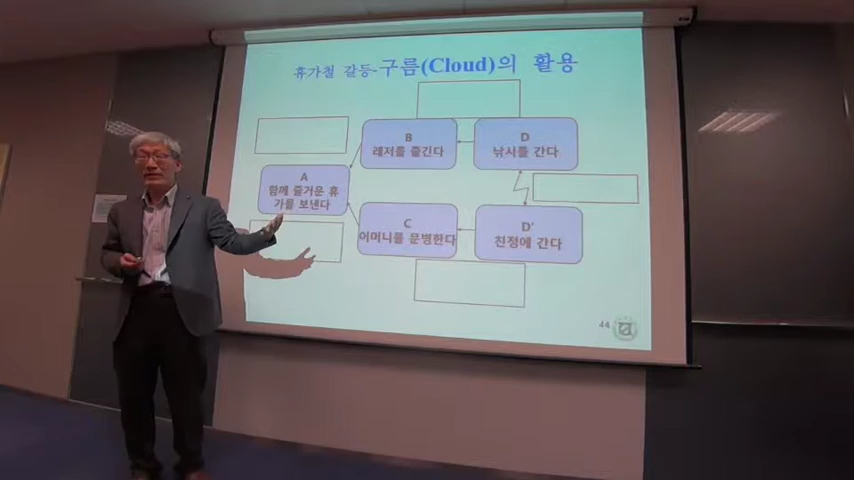 휴가철 갈등-구름(Cloud)의 활용
B
레저를 즐긴다
D
낚시를 간다
A
함께 즐거운 휴
가를 보낸다
C
어머니를 문병한다
D′
친정에 간다
44